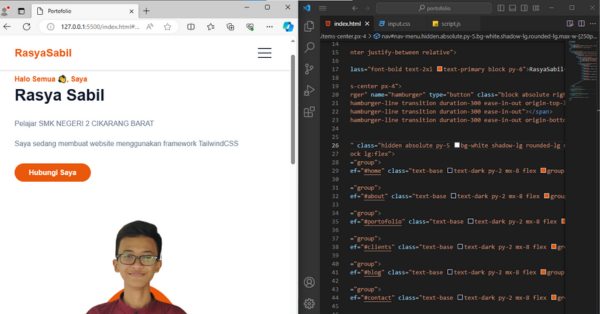 Portofolio
127.0.0.1:5500/index.html#...
RasyaSabil
Halo Semua 👋, Saya
Rasya Sabil
Pelajar SMK NEGERI 2 CIKARANG BARAT
Saya sedang membuat website menggunakan framework TailwindCSS
Hubungi Saya
portofolio
index.html
input.css
script.js
items-center.px-4 > nav#nav-menu.hidden.absolute.py-5.bg-white.shadow-lg.rounded-lg.max-w-[250p
14
15 nter justify-between relative">
16
17 lass="font-bold text-2xl text-primary block py-6">RasyaSabil
18
19 s-center px-4">
20 rger" name="hamburger" type="button" class="block absolute rig
21 hamburger-line transition duration-300 ease-in-out origin-top-l
22 hamburger-line transition duration-300 ease-in-out"></span>
23 hamburger-line transition duration-300 ease-in-out origin-botto
24
25
26 " class="hidden absolute py-5 bg-white shadow-lg rounded-lg
27 ock lg:flex">
28 ="group">
29 ef="#home" class="text-base text-dark py-2 mx-8 flex grou
30
31 ="group">
32 ef="#about" class="text-base text-dark py-2 mx-8 flex group
33
34 ="group">
35 ef="#portofolio" class="text-base text-dark py-2 mx-8 flex
36
37 ="group">
38 ef="#clients" class="text-base text-dark py-2 mx-8 flex gr
39
40 ="group">
41 ef="#blog" class="text-base text-dark py-2 mx-8 flex grou
42
43 ="group">
44 ef="#contact" class="text-base text-dark py-2 mx-8 flex gr